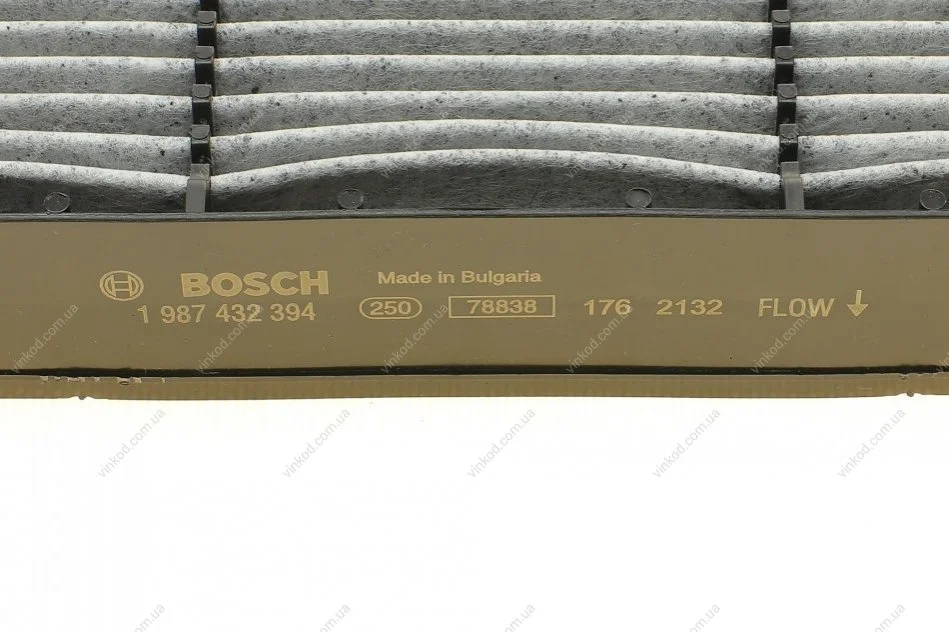 BOSCH Made in Bulgaria
1 987 432 394 250 78838 176 2132 FLOW ↓
vinkod.com.ua